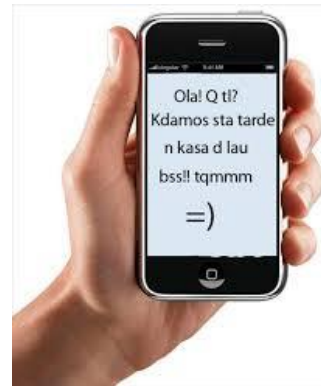 Ola! Q tl?
Kdamos sta tarde
n kasa d lau
bss!! tqmmm
=)